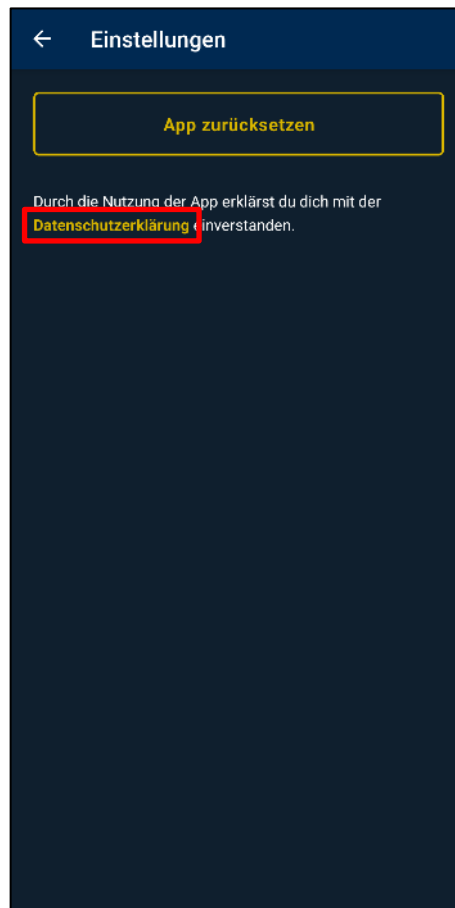 Einstellungen
App zurücksetzen
Durch die Nutzung der App erklärst du dich mit der
Datenschutzerklärung einverstanden.